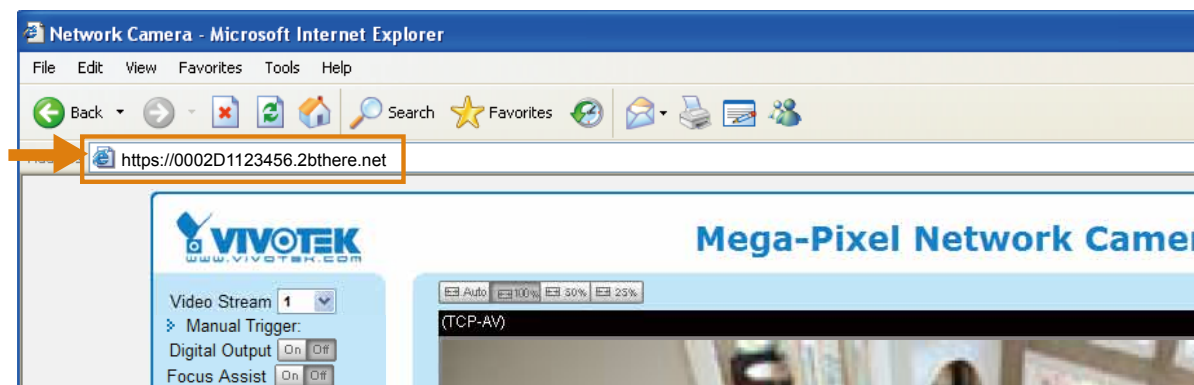 Network Camera - Microsoft Internet Explorer
File Edit View Favorites Tools Help
Back Search Favorites
https://0002D1123456.2bthere.net
VIVOTEK
www.vivotek.com
Mega-Pixel Network Camer
Auto 100% 50% 25%
Video Stream 1
(TCP-AV)
Manual Trigger:
Digital Output On Off
Focus Assist On Off